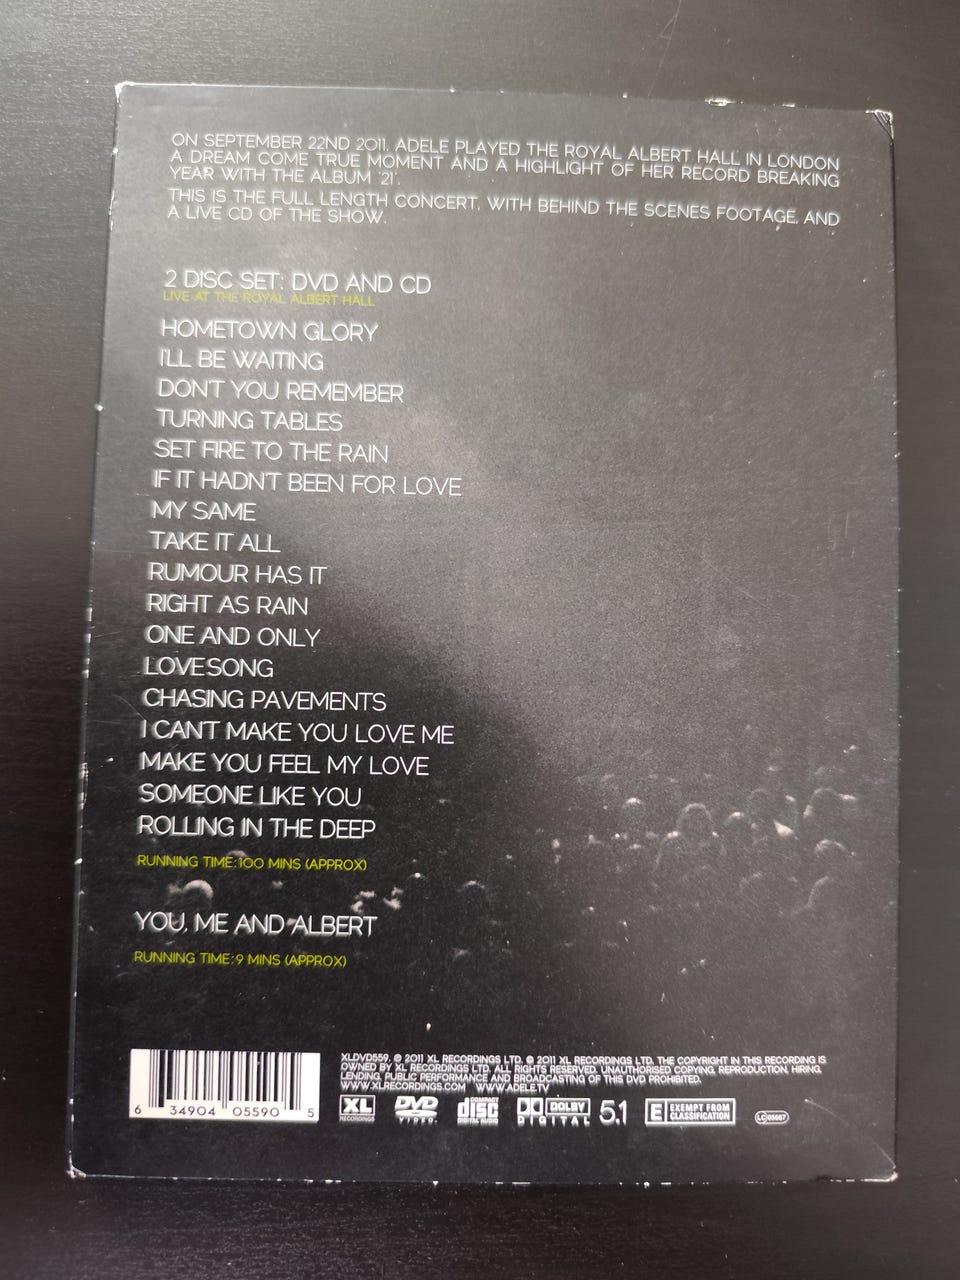 ON SEPTEMBER 22ND 2011, ADELE PLAYED THE ROYAL ALBERT HALL IN LONDON
A DREAM COME TRUE MOMENT AND A HIGHLIGHT OF HER RECORD BREAKING
YEAR WITH THE ALBUM '21'.
THIS IS THE FULL LENGTH CONCERT, WITH BEHIND THE SCENES FOOTAGE, AND
A LIVE CD OF THE SHOW.
2 DISC SET: DVD AND CD
LIVE AT THE ROYAL ALBERT HALL
HOMETOWN GLORY
I'LL BE WAITING
DON'T YOU REMEMBER
TURNING TABLES
SET FIRE TO THE RAIN
IF IT HADN'T BEEN FOR LOVE
MY SAME
TAKE IT ALL
RUMOUR HAS IT
RIGHT AS RAIN
ONE AND ONLY
LOVESONG
CHASING PAVEMENTS
I CAN'T MAKE YOU LOVE ME
MAKE YOU FEEL MY LOVE
SOMEONE LIKE YOU
ROLLING IN THE DEEP
RUNNING TIME:100 MINS (APPROX)
YOU, ME AND ALBERT
RUNNING TIME:9 MINS (APPROX)
XLDVD559. ℗ 2011 XL RECORDINGS LTD. © 2011 XL RECORDINGS LTD. THE COPYRIGHT IN THIS RECORDING IS
OWNED BY XL RECORDINGS LTD. ALL RIGHTS RESERVED. UNAUTHORISED COPYING, REPRODUCTION, HIRING,
LENDING, PUBLIC PERFORMANCE AND BROADCASTING OF THIS DVD PROHIBITED.
WWW.XLRECORDINGS.COM WWW.ADELE.TV
6 34904 05590 5
XL RECORDINGS
DVD VIDEO
COMPACT disc DIGITAL AUDIO
DOLBY DIGITAL 5.1
E EXEMPT FROM CLASSIFICATION
LC 05667